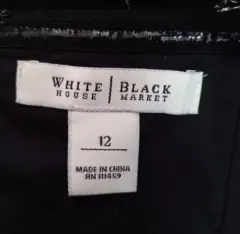 WHITE | BLACK
HOUSE | MARKET
12
MADE IN CHINA
RN 111459